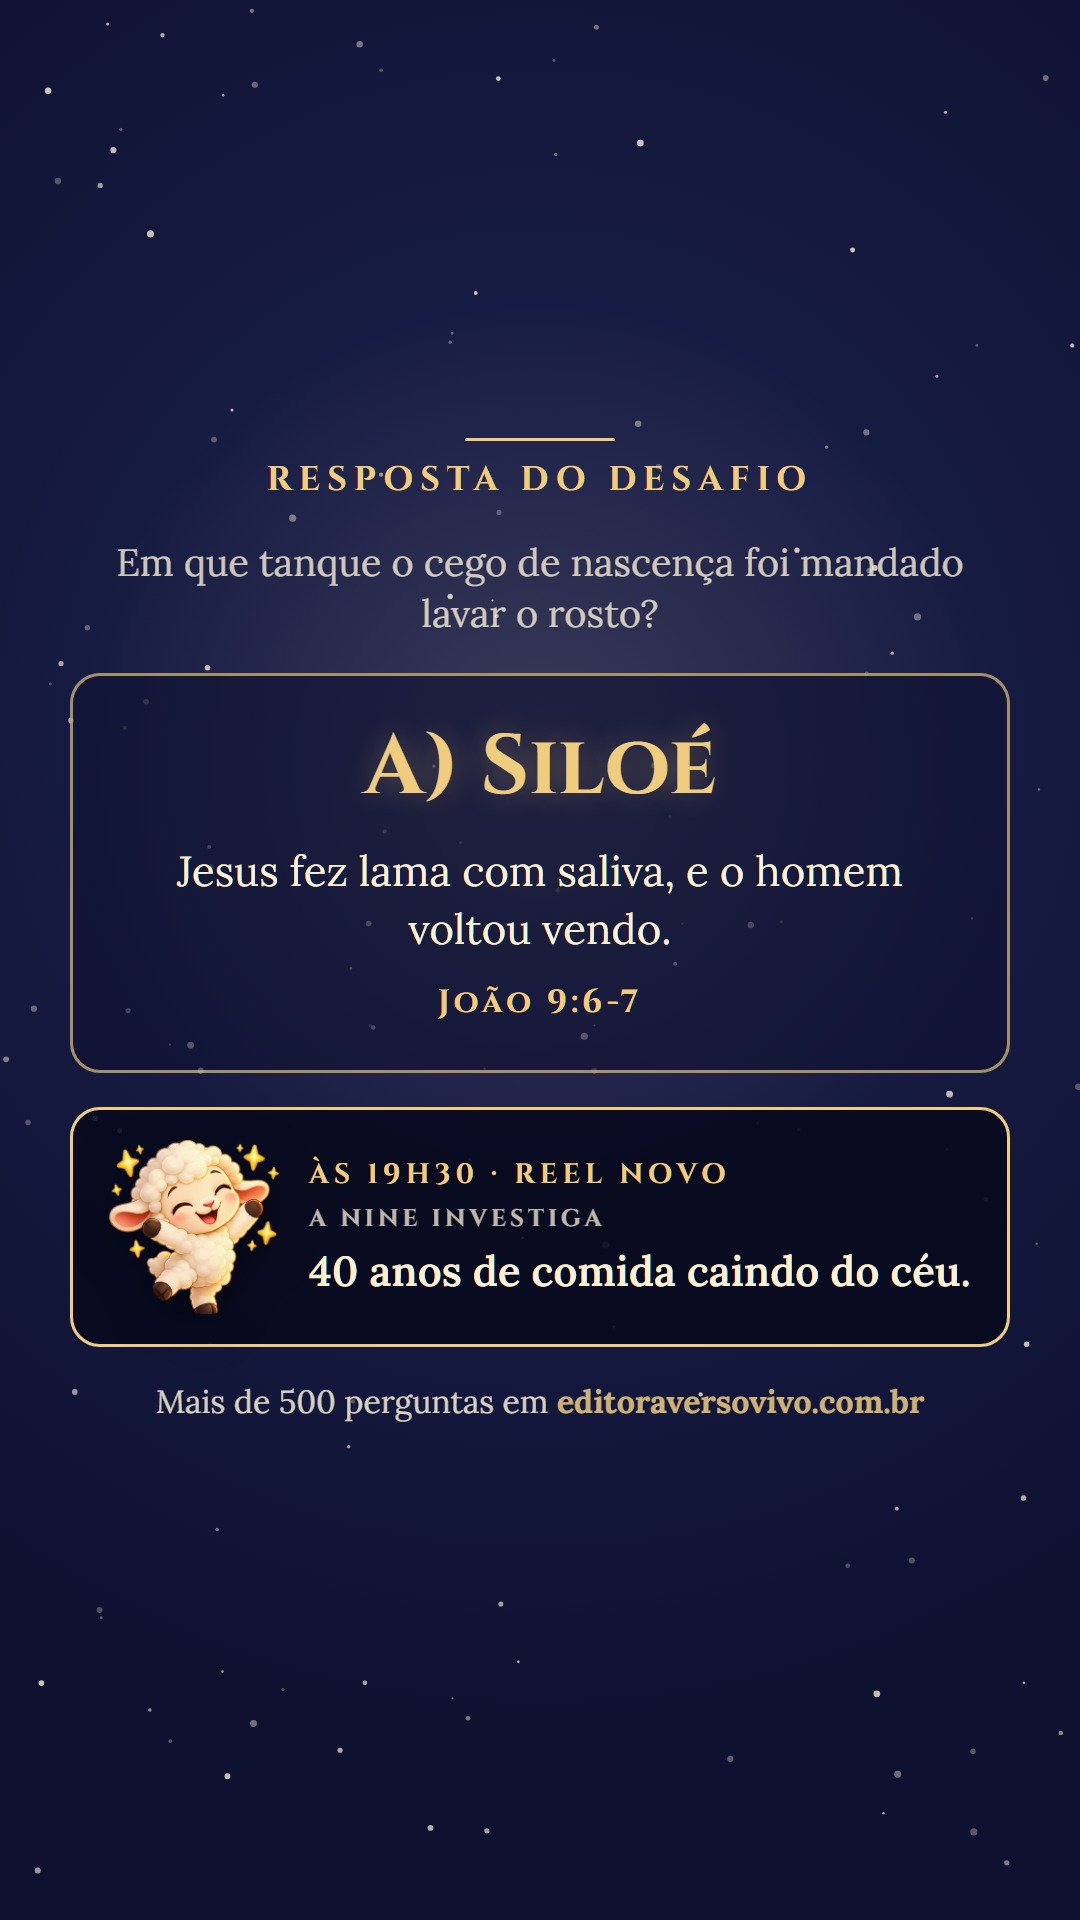 RESPOSTA DO DESAFIO
Em que tanque o cego de nascença foi mandado
lavar o rosto?
A) Siloé
Jesus fez lama com saliva, e o homem
voltou vendo.
João 9:6-7
ÀS 19H30 · REEL NOVO
A NINE INVESTIGA
40 anos de comida caindo do céu.
Mais de 500 perguntas em editoraversovivo.com.br